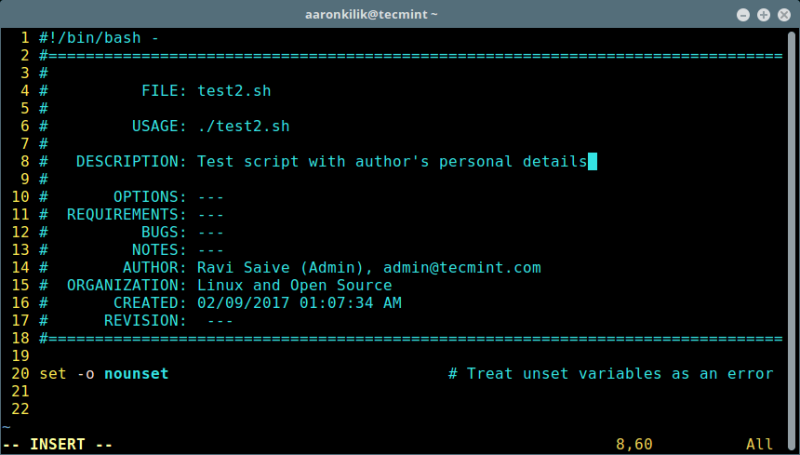 aaronkilik@tecmint ~
1 #!/bin/bash -
2 #===============================================================================
3 #
4 #          FILE: test2.sh
5 #
6 #         USAGE: ./test2.sh
7 #
8 #   DESCRIPTION: Test script with author's personal details
9 #
10 #       OPTIONS: ---
11 #  REQUIREMENTS: ---
12 #          BUGS: ---
13 #         NOTES: ---
14 #        AUTHOR: Ravi Saive (Admin), admin@tecmint.com
15 #  ORGANIZATION: Linux and Open Source
16 #       CREATED: 02/09/2017 01:07:34 AM
17 #      REVISION:  ---
18 #===============================================================================
19
20 set -o nounset                              # Treat unset variables as an error
21
22
~
-- INSERT --                    8,60          All